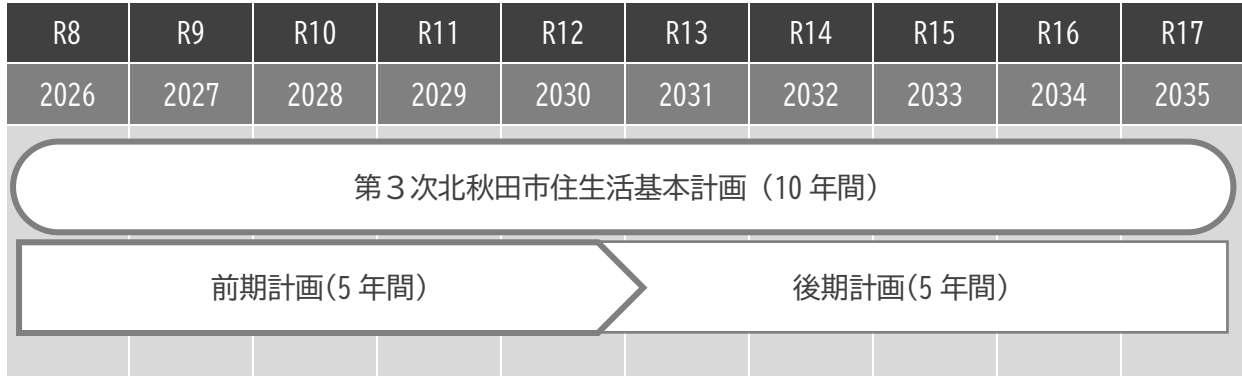 R8 R9 R10 R11 R12 R13 R14 R15 R16 R17
2026 2027 2028 2029 2030 2031 2032 2033 2034 2035
第３次北秋田市住生活基本計画（10 年間）
前期計画(5 年間) 後期計画(5 年間)